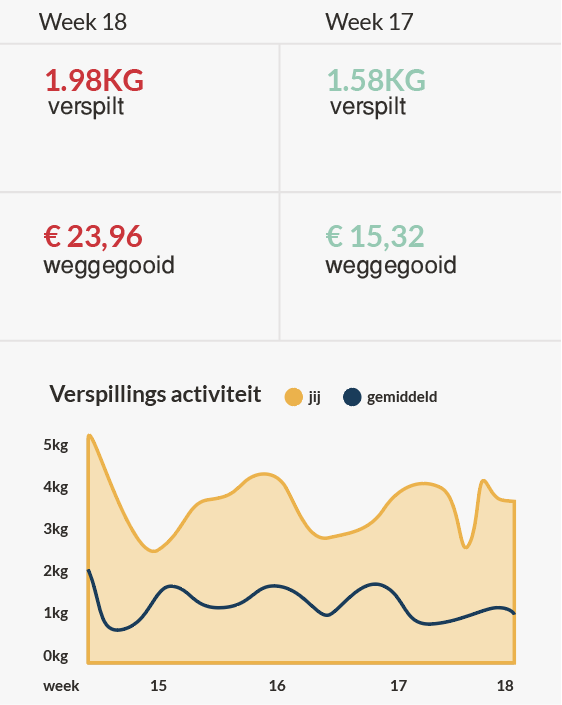 Week 18
Week 17
1.98KG
verspilt
1.58KG
verspilt
€ 23,96
weggegooid
€ 15,32
weggegooid
Verspillings activiteit
jij
gemiddeld
5kg
4kg
3kg
2kg
1kg
0kg
week 15 16 17 18